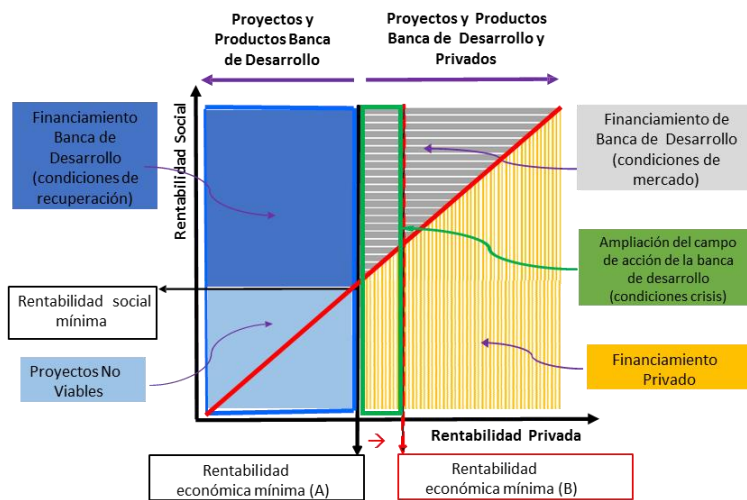 Proyectos y
Productos Banca
de Desarrollo
Proyectos y Productos
Banca de Desarrollo y
Privados
Rentabilidad Social
Financiamiento
Banca de
Desarrollo
(condiciones de
recuperación)
Rentabilidad social
mínima
Proyectos No
Viables
Financiamiento de
Banca de Desarrollo
(condiciones de
mercado)
Ampliación del campo
de acción de la banca
de desarrollo
(condiciones crisis)
Financiamiento
Privado
Rentabilidad Privada
Rentabilidad
económica mínima (A)
Rentabilidad
económica mínima (B)